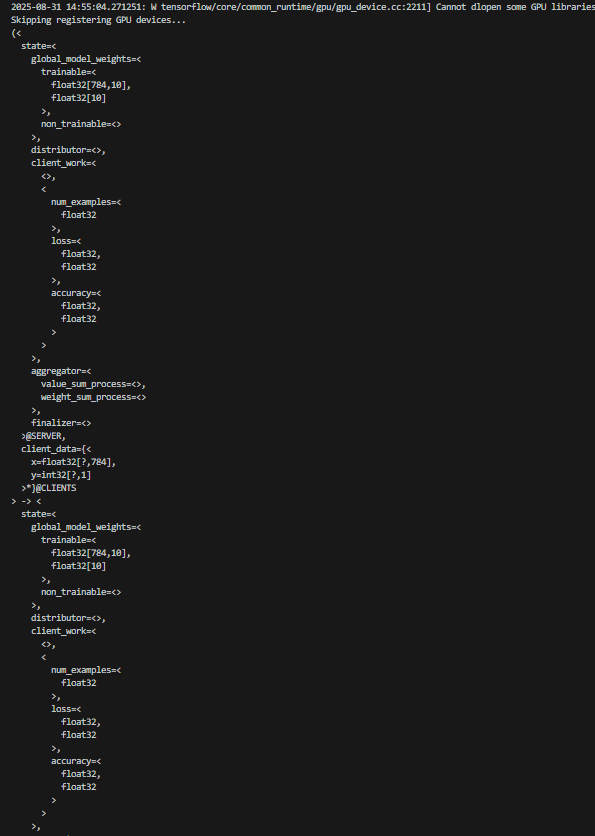 2025-08-31 14:55:04.271251: W tensorflow/core/common_runtime/gpu/gpu_device.cc:2211] Cannot dlopen some GPU libraries
Skipping registering GPU devices...
(<
  state=<
    global_model_weights=<
      trainable=<
        float32[784,10],
        float32[10]
      >,
      non_trainable=<>
    >,
    distributor=<>,
    client_work=<
      <>,
      <
        num_examples=<
          float32
        >,
        loss=<
          float32,
          float32
        >,
        accuracy=<
          float32,
          float32
        >
      >
    >,
    aggregator=<
      value_sum_process=<>,
      weight_sum_process=<>
    >,
    finalizer=<>
  >@SERVER,
  client_data={<
    x=float32[?,784],
    y=int32[?,1]
  >*}@CLIENTS
> -> <
  state=<
    global_model_weights=<
      trainable=<
        float32[784,10],
        float32[10]
      >,
      non_trainable=<>
    >,
    distributor=<>,
    client_work=<
      <>,
      <
        num_examples=<
          float32
        >,
        loss=<
          float32,
          float32
        >,
        accuracy=<
          float32,
          float32
        >
      >
    >,